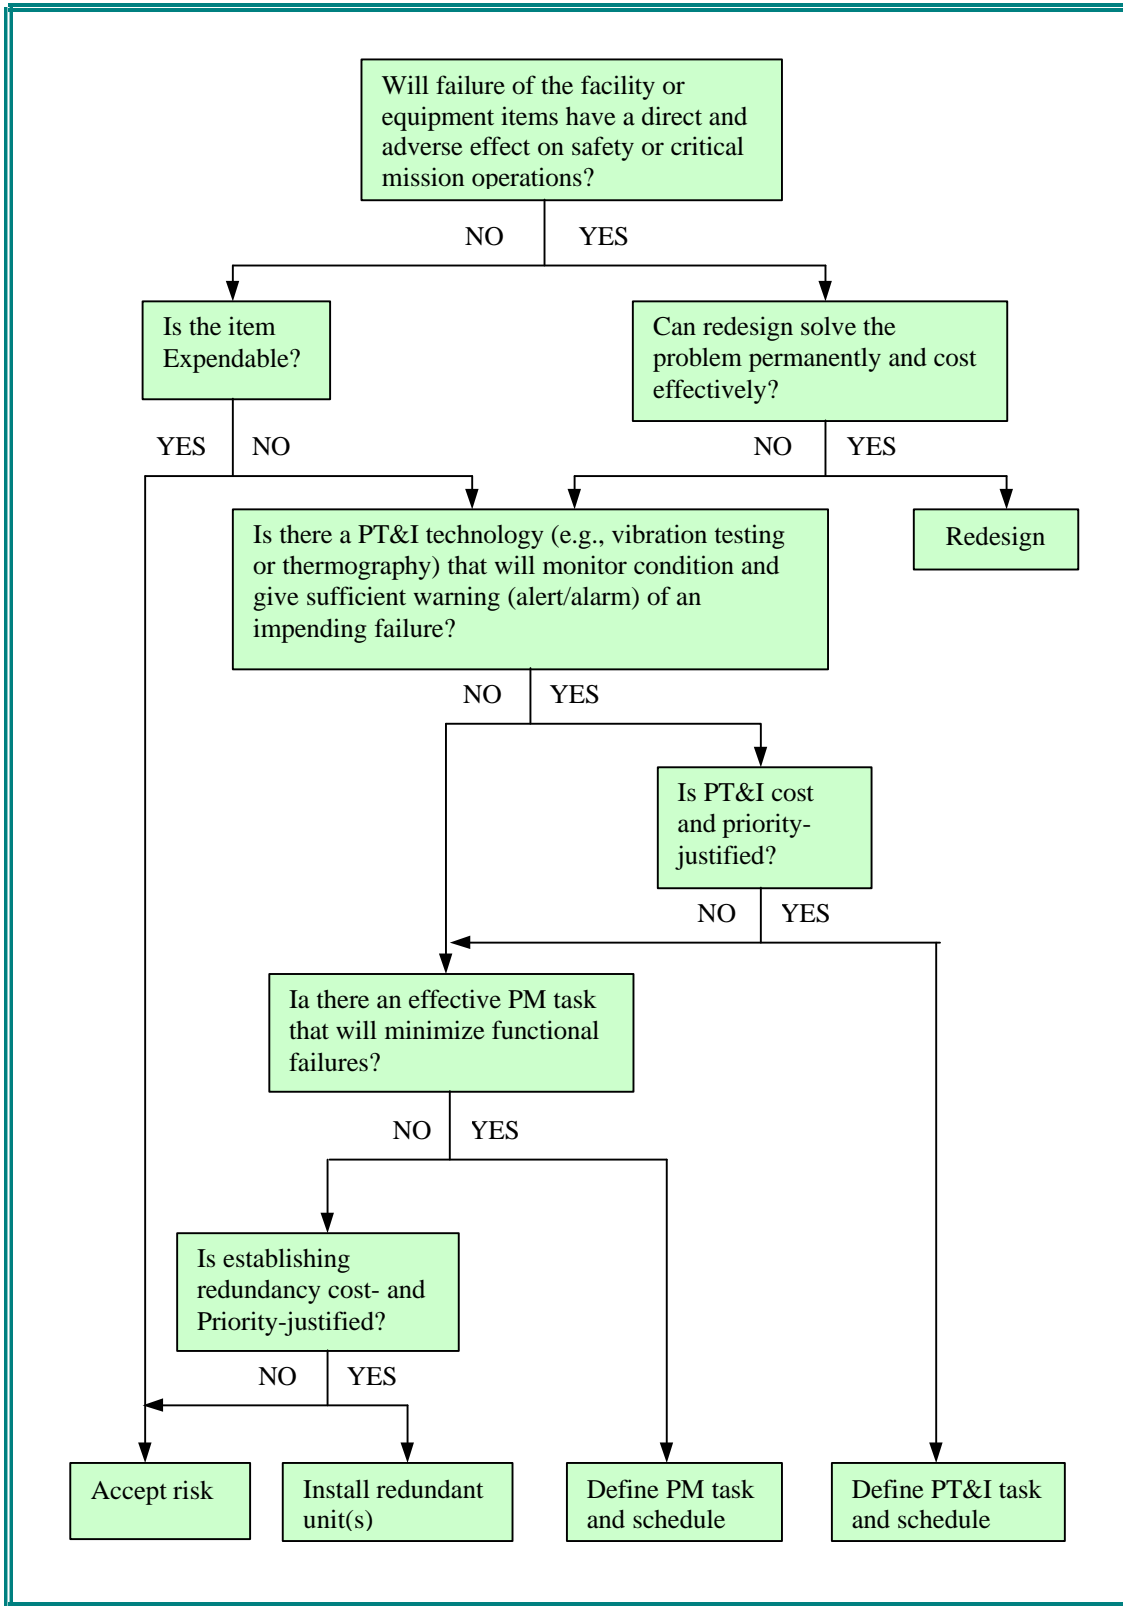 Will failure of the facility or
equipment items have a direct and
adverse effect on safety or critical
mission operations?
NO YES
Is the item
Expendable?
Can redesign solve the
problem permanently and cost
effectively?
YES NO
NO YES
Is there a PT&I technology (e.g., vibration testing
or thermography) that will monitor condition and
give sufficient warning (alert/alarm) of an
impending failure?
Redesign
NO YES
Is PT&I cost
and priority-
justified?
NO YES
Ia there an effective PM task
that will minimize functional
failures?
NO YES
Is establishing
redundancy cost- and
Priority-justified?
NO YES
Accept risk
Install redundant
unit(s)
Define PM task
and schedule
Define PT&I task
and schedule